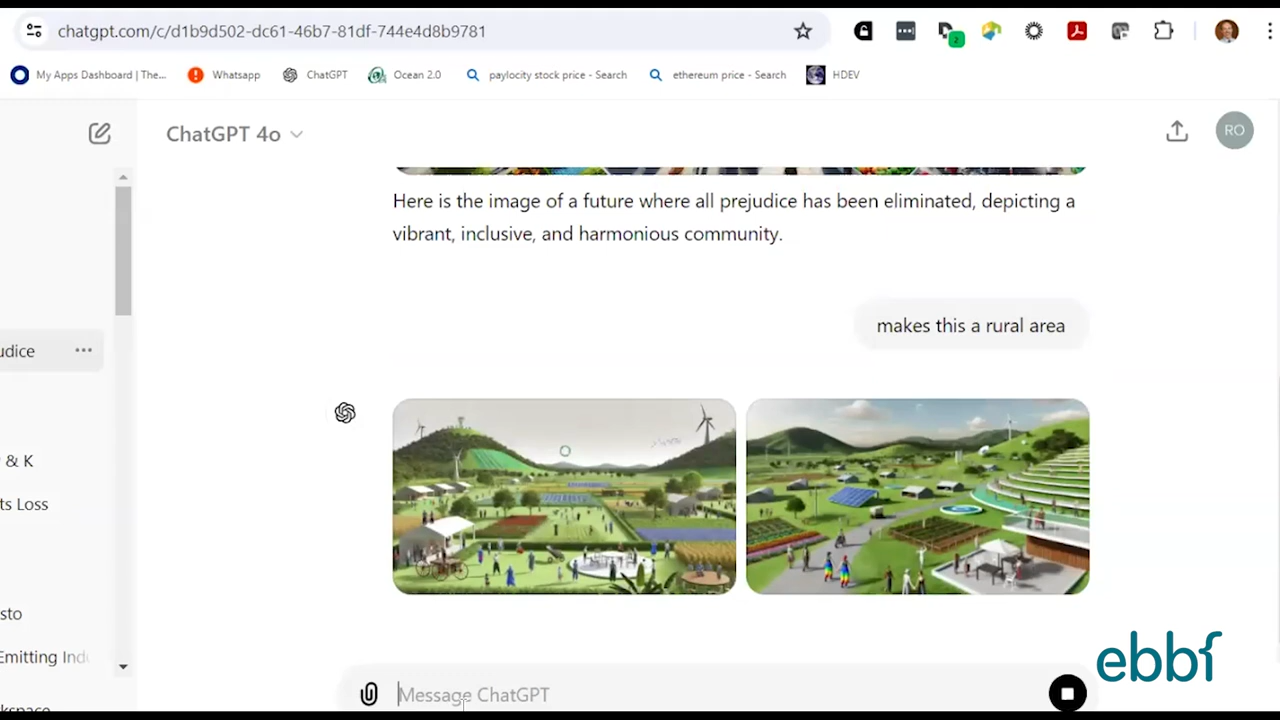 chatgpt.com/c/d1b9d502-dc61-46b7-81df-744e4d8b9781
2
My Apps Dashboard | The...
Whatsapp
ChatGPT
Ocean 2.0
paylocity stock price - Search
ethereum price - Search
HDEV
ChatGPT 4o
RO
Here is the image of a future where all prejudice has been eliminated, depicting a
vibrant, inclusive, and harmonious community.
makes this a rural area
udice
& K
ts Loss
sto
Emitting Indu
kspace
Message ChatGPT
ebbf